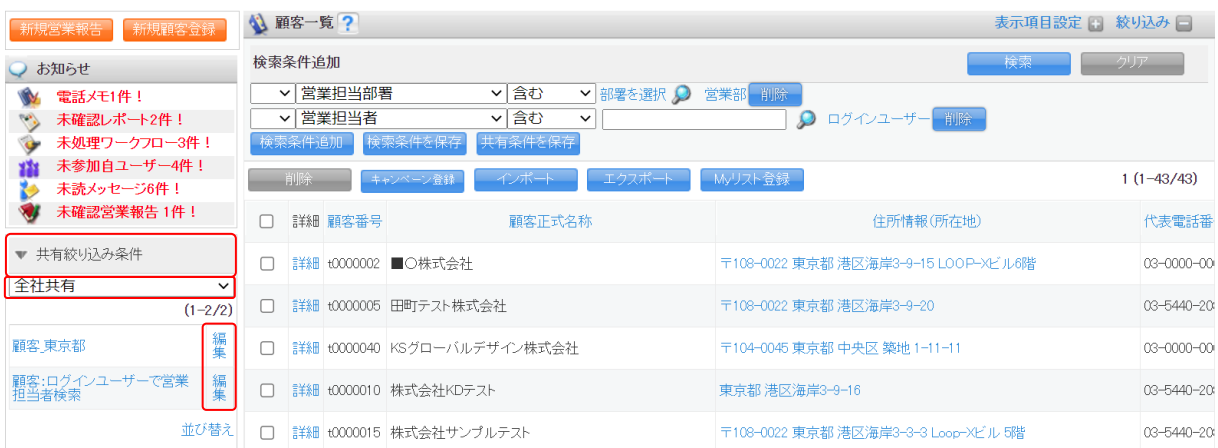 新規営業報告 新規顧客登録
お知らせ
電話メモ1件！
未確認レポート2件！
未処理ワークフロー3件！
未参加自ユーザー4件！
未読メッセージ6件！
未確認営業報告 1件！
共有絞り込み条件
全社共有
(1-2/2)
顧客_東京都 編集
顧客:ログインユーザーで営業担当者検索 編集
並び替え
顧客一覧 ? 表示項目設定 絞り込み
検索条件追加 検索 クリア
営業担当部署 含む 部署を選択 営業部 削除
営業担当者 含む ログインユーザー 削除
検索条件追加 検索条件を保存 共有条件を保存
削除 キャンペーン登録 インポート エクスポート Myリスト登録 1 (1-43/43)
詳細 顧客番号 顧客正式名称 住所情報(所在地) 代表電話番
詳細 t0000002 ■〇株式会社 〒108-0022 東京都 港区海岸3-9-15 LOOP-Xビル6階 03-0000-00
詳細 t0000005 田町テスト株式会社 〒108-0022 東京都 港区海岸3-9-20 03-5440-20
詳細 t0000040 KSグローバルデザイン株式会社 〒104-0045 東京都 中央区 築地 1-11-11 03-0000-00
詳細 t0000010 株式会社KDテスト 東京都 港区海岸3-9-16 03-5440-20
詳細 t0000015 株式会社サンプルテスト 〒108-0022 東京都 港区海岸3-3-3 Loop-Xビル 5階 03-5440-20